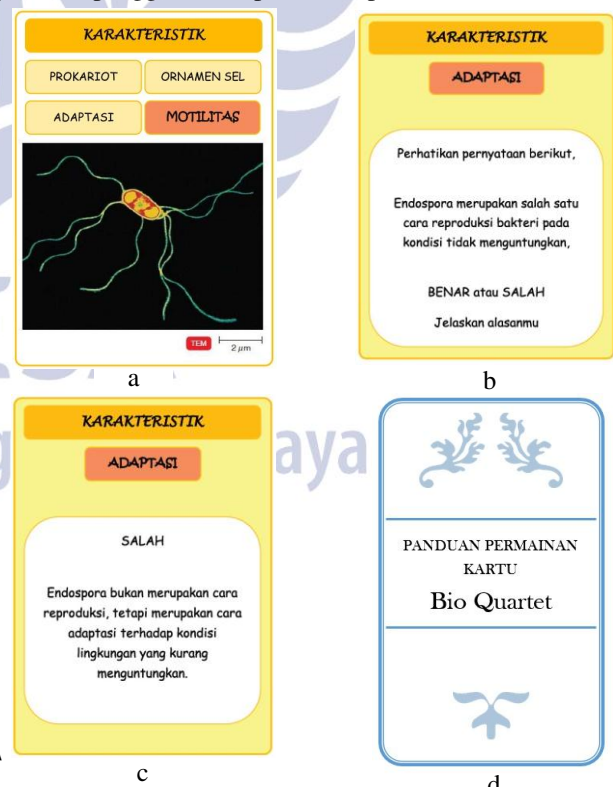 KARAKTERISTIK
PROKARIOT
ORNAMEN SEL
ADAPTASI
MOTILITAS
TEM
2 µm
a
KARAKTERISTIK
ADAPTASI
Perhatikan pernyataan berikut,
Endospora merupakan salah satu
cara reproduksi bakteri pada
kondisi tidak menguntungkan,
BENAR atau SALAH
Jelaskan alasanmu
b
KARAKTERISTIK
ADAPTASI
SALAH
Endospora bukan merupakan cara
reproduksi, tetapi merupakan cara
adaptasi terhadap kondisi
lingkungan yang kurang
menguntungkan.
c
PANDUAN PERMAINAN
KARTU
Bio Quartet
d
aya